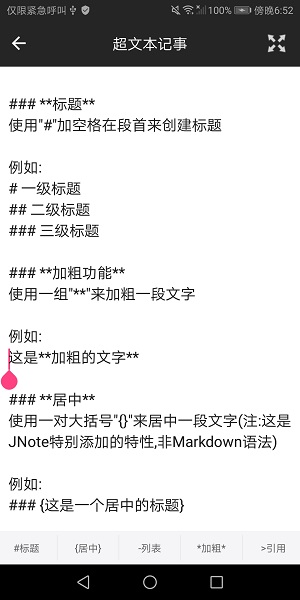 仅限紧急呼叫 100% 傍晚6:52
超文本记事
### **标题**
使用"#"加空格在段首来创建标题
例如:
# 一级标题
## 二级标题
### 三级标题
### **加粗功能**
使用一组"**"来加粗一段文字
例如:
这是**加粗的文字**
### **居中**
使用一对大括号"{}"来居中一段文字(注:这是
JNote特别添加的特性,非Markdown语法)
例如:
### {这是一个居中的标题}
#标题 {居中} -列表 *加粗* >引用